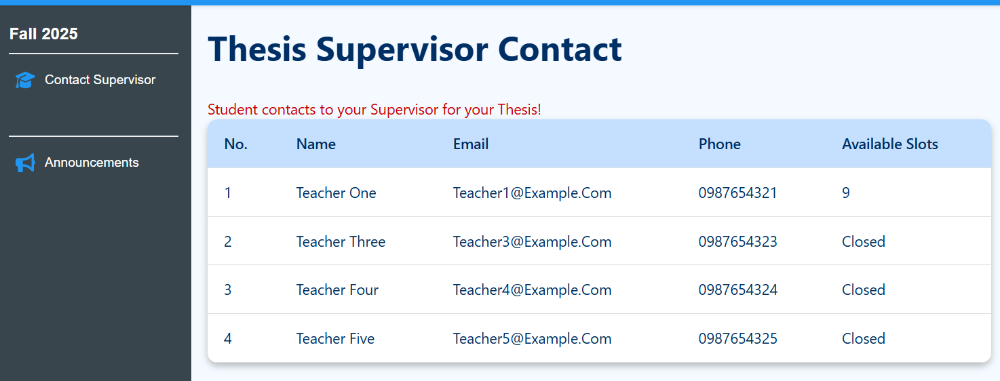 Fall 2025
Contact Supervisor
Announcements
Thesis Supervisor Contact
Student contacts to your Supervisor for your Thesis!
No. Name Email Phone Available Slots
1 Teacher One Teacher1@Example.Com 0987654321 9
2 Teacher Three Teacher3@Example.Com 0987654323 Closed
3 Teacher Four Teacher4@Example.Com 0987654324 Closed
4 Teacher Five Teacher5@Example.Com 0987654325 Closed